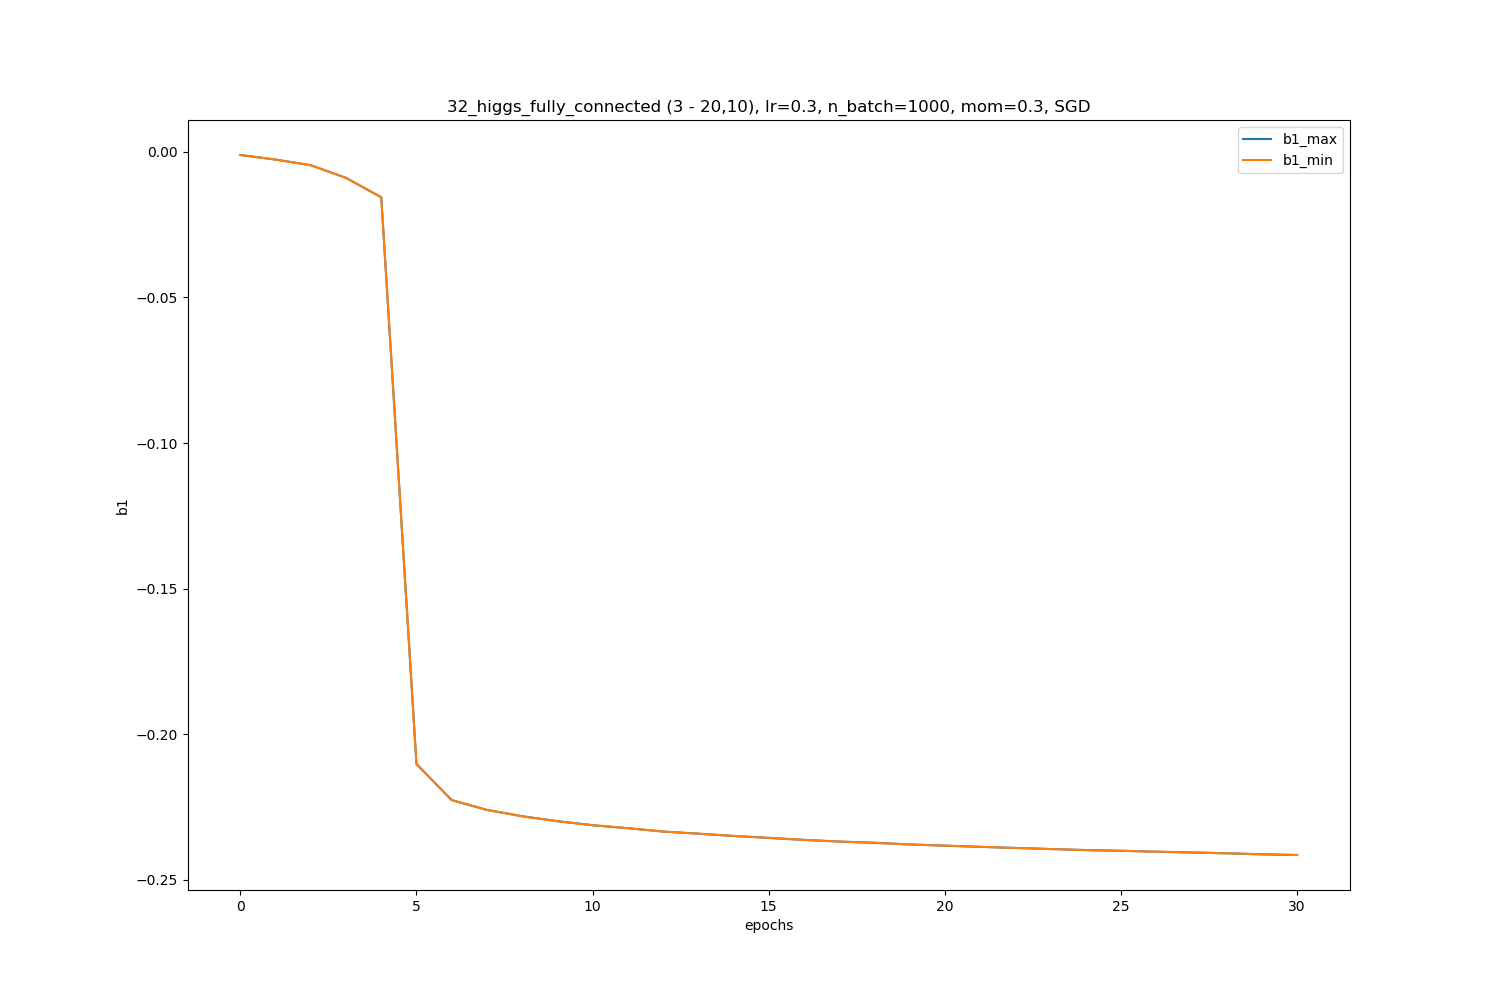 32_higgs_fully_connected (3 - 20,10), lr=0.3, n_batch=1000, mom=0.3, SGD
b1_max
b1_min
0.00
−0.05
−0.10
−0.15
−0.20
−0.25
b1
0 5 10 15 20 25 30
epochs